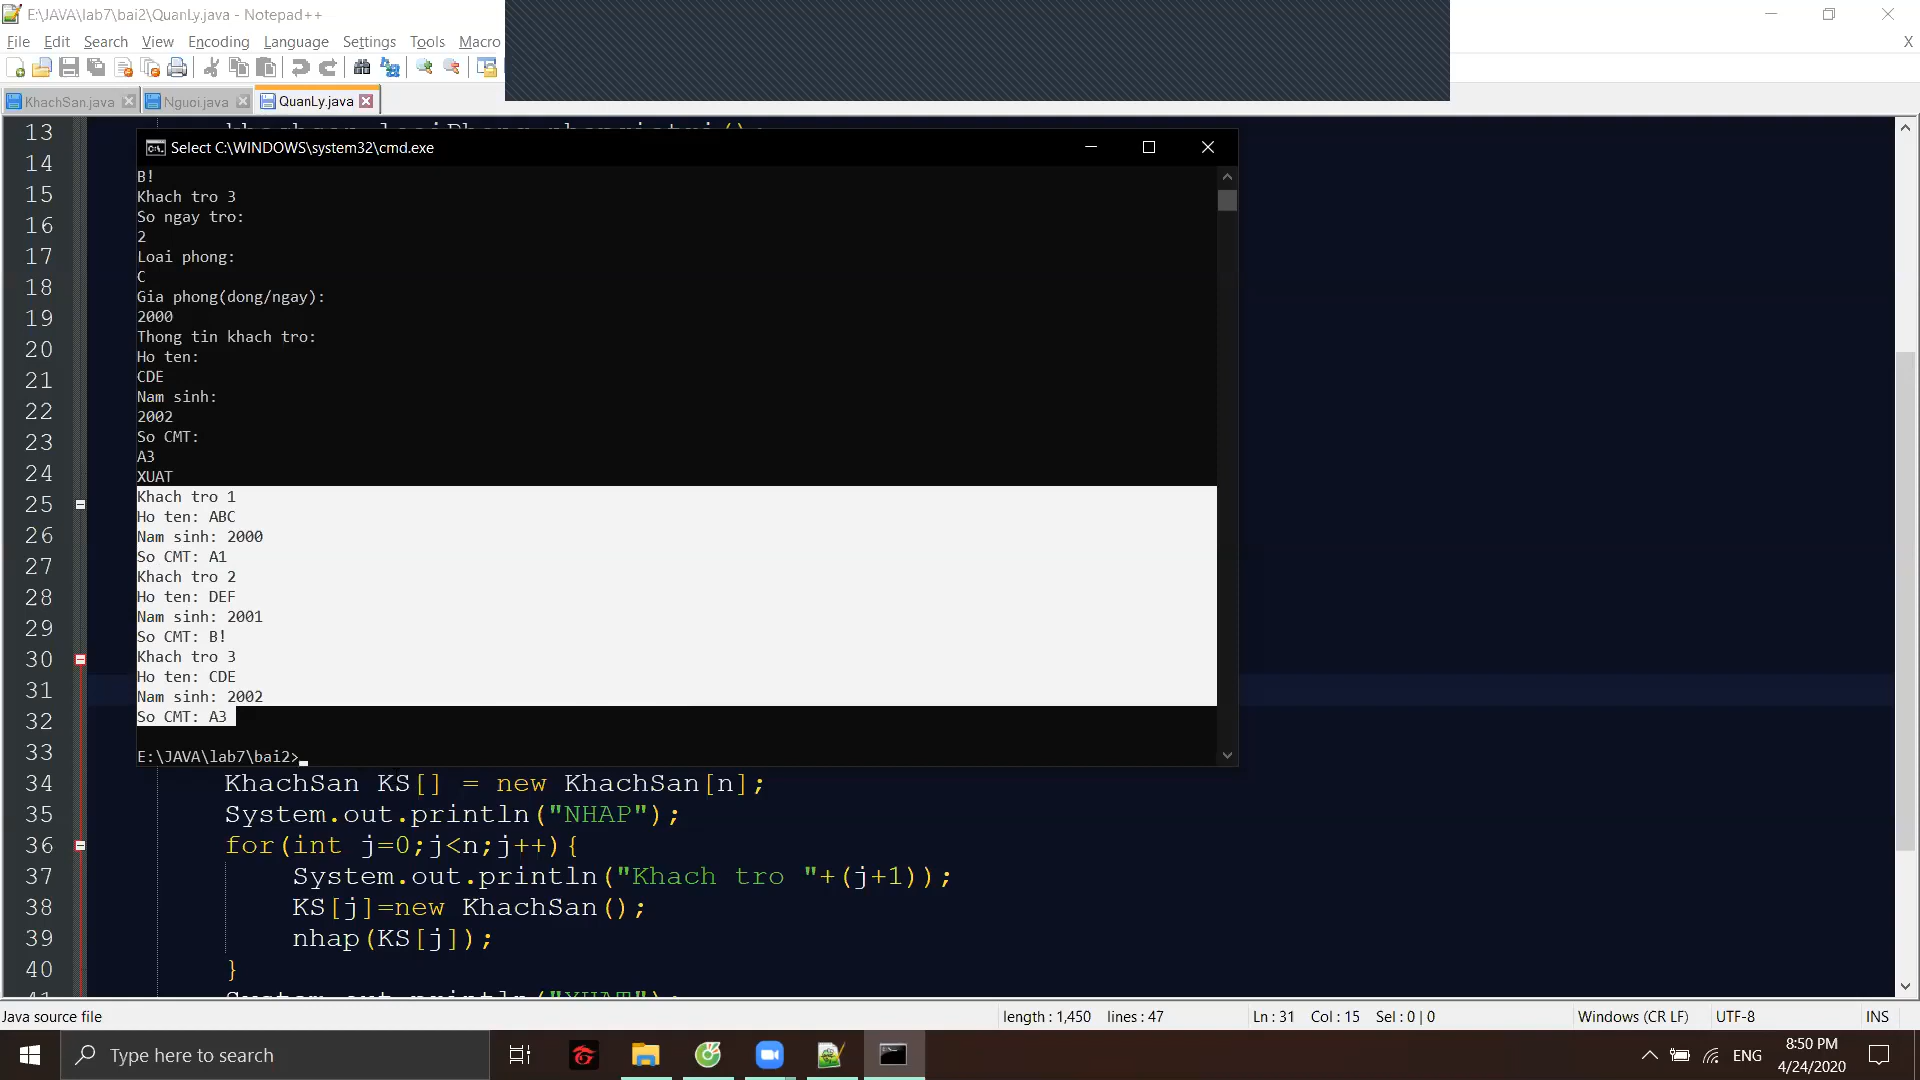 E:\JAVA\lab7\bai2\QuanLy.java - Notepad++
File Edit Search View Encoding Language Settings Tools Macro
X
KhachSan.java Nguoi.java QuanLy.java
13
Select C:\WINDOWS\system32\cmd.exe
14
B!
15
Khach tro 3
So ngay tro:
16
2
17
Loai phong:
C
18
Gia phong(dong/ngay):
19
2000
Thong tin khach tro:
20
Ho ten:
21
CDE
Nam sinh:
22
2002
23
So CMT:
A3
24
XUAT
25
Khach tro 1
Ho ten: ABC
26
Nam sinh: 2000
27
So CMT: A1
Khach tro 2
28
Ho ten: DEF
29
Nam sinh: 2001
So CMT: B!
30
Khach tro 3
Ho ten: CDE
31
Nam sinh: 2002
32
So CMT: A3
33
E:\JAVA\lab7\bai2>
34 KhachSan KS[] = new KhachSan[n];
35 System.out.println("NHAP");
36 for(int j=0;j<n;j++){
37 System.out.println("Khach tro "+(j+1));
38 KS[j]=new KhachSan();
39 nhap(KS[j]);
40 }
41 System.out.println("XUAT");
Java source file length : 1,450 lines : 47 Ln : 31 Col : 15 Sel : 0 | 0 Windows (CR LF) UTF-8 INS
Type here to search ENG 8:50 PM
4/24/2020